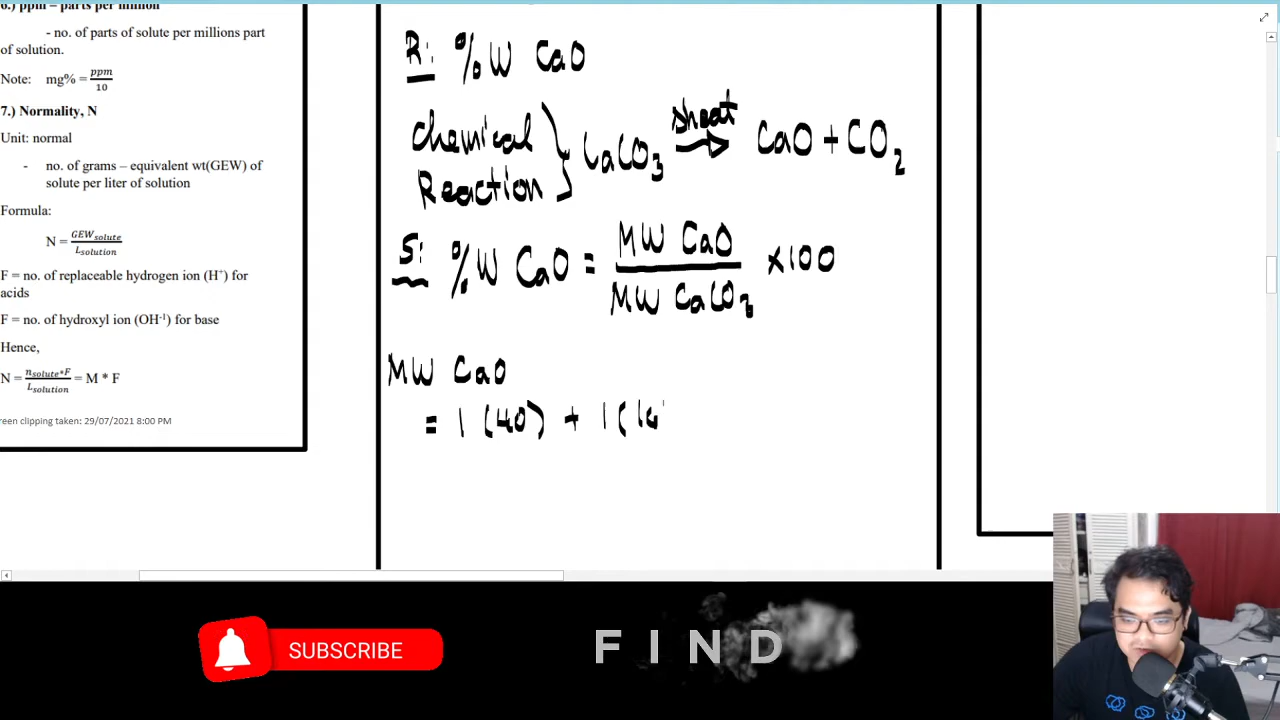 6.) ppm – parts per million
- no. of parts of solute per millions part
of solution.
Note: mg% = ppm/10
7.) Normality, N
Unit: normal
- no. of grams – equivalent wt(GEW) of
solute per liter of solution
Formula:
N = GEWsolute/Lsolution
F = no. of replaceable hydrogen ion (H⁺) for
acids
F = no. of hydroxyl ion (OH⁻¹) for base
Hence,
N = nsolute*F/Lsolution = M * F
reen clipping taken: 29/07/2021 8:00 PM
R: %W CaO
Chemical
Reaction } CaCO₃ → CaO + CO₂
S: %W CaO = MW CaO/MW CaCO₃ ×100
MW CaO
= 1 (40) + 1(
SUBSCRIBE
FIND